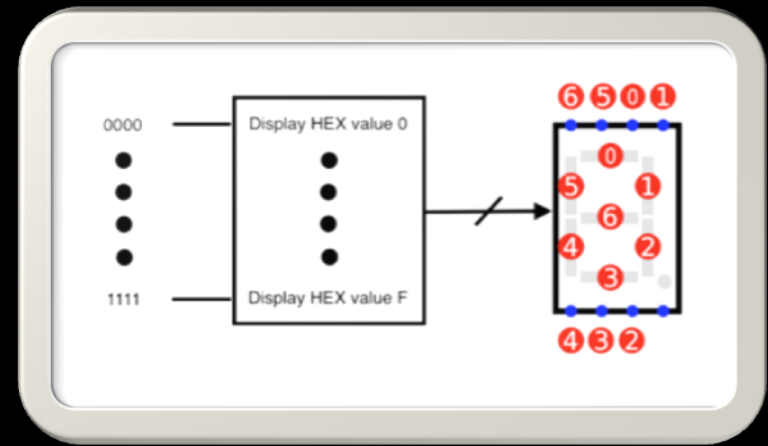 6 5 0 1
0000 Display HEX value 0
0
5 1
6
4 2
3
1111 Display HEX value F
4 3 2